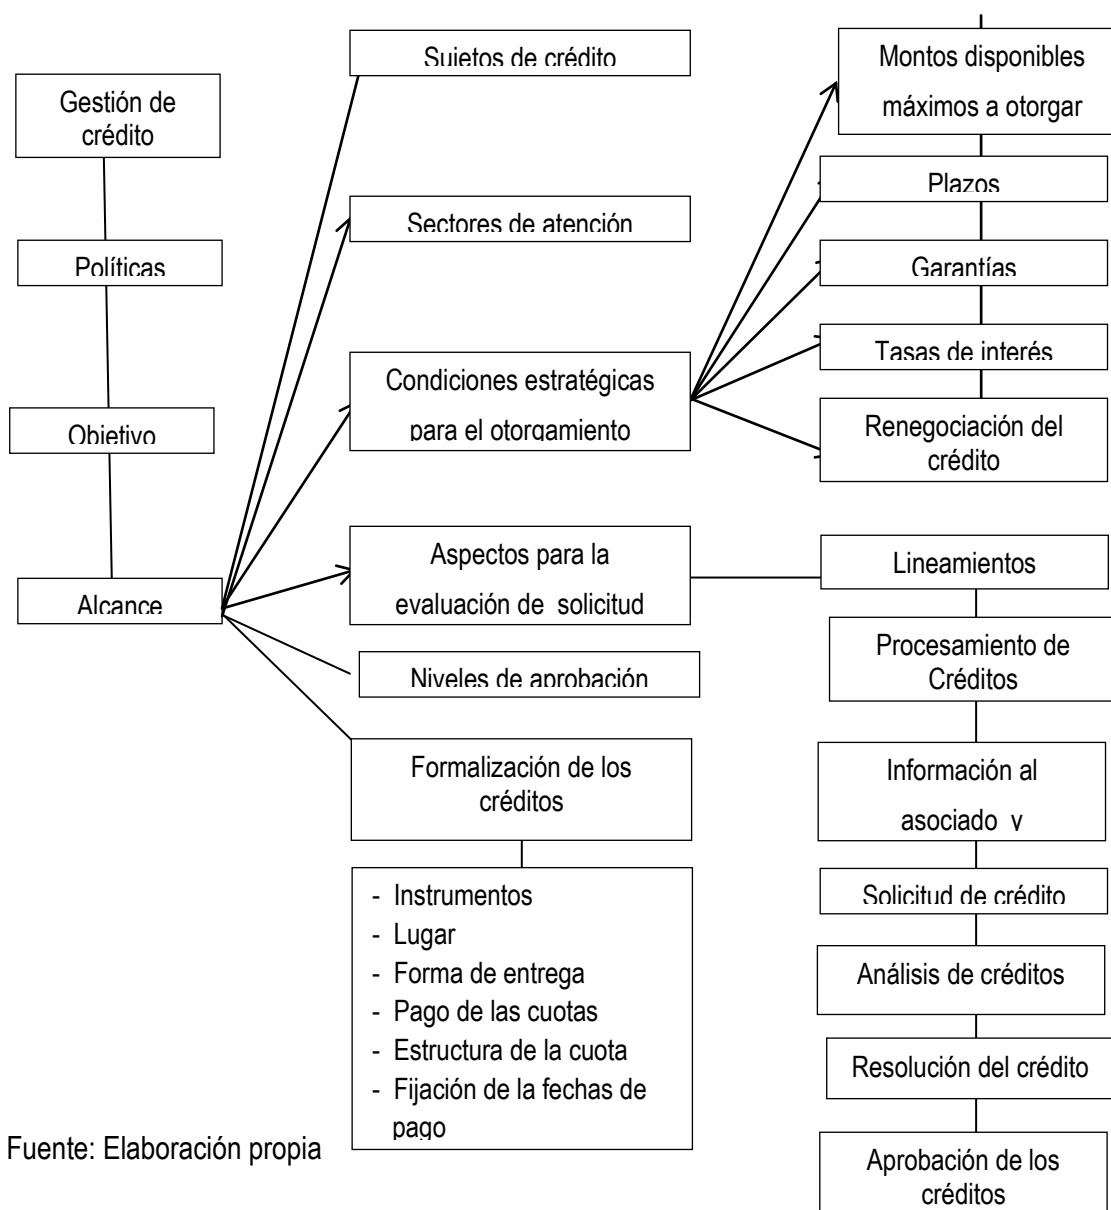 Gestión de
crédito
Políticas
Objetivo
Alcance
Sujetos de crédito
Sectores de atención
Condiciones estratégicas
para el otorgamiento
Aspectos para la
evaluación de solicitud
Niveles de aprobación
Formalización de los
créditos
- Instrumentos
- Lugar
- Forma de entrega
- Pago de las cuotas
- Estructura de la cuota
- Fijación de la fechas de
pago
Montos disponibles
máximos a otorgar
Plazos
Garantías
Tasas de interés
Renegociación del
crédito
Lineamientos
Procesamiento de
Créditos
Información al
asociado y
Solicitud de crédito
Análisis de créditos
Resolución del crédito
Aprobación de los
créditos
Fuente: Elaboración propia